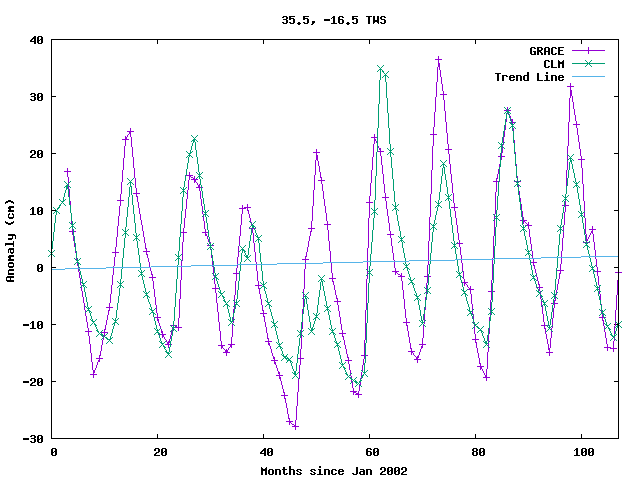 35.5, -16.5 TWS
GRACE
CLM
Trend Line
40
30
20
10
0
-10
-20
-30
Anomaly (cm)
0 20 40 60 80 100
Months since Jan 2002